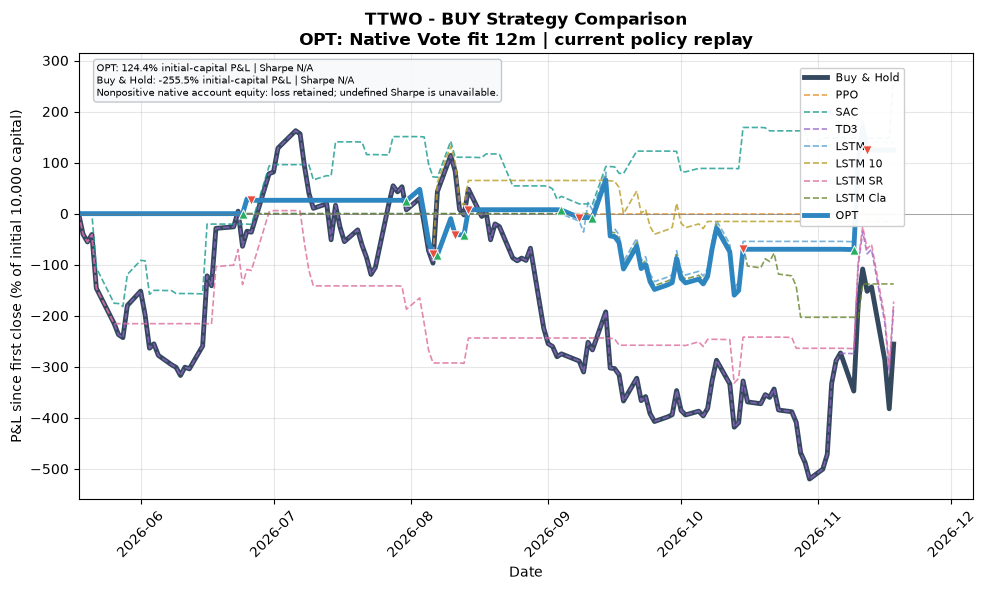 TTWO - BUY Strategy Comparison
OPT: Native Vote fit 12m | current policy replay
OPT: 124.4% initial-capital P&L | Sharpe N/A
Buy & Hold: -255.5% initial-capital P&L | Sharpe N/A
Nonpositive native account equity: loss retained; undefined Sharpe is unavailable.
Buy & Hold
PPO
SAC
TD3
LSTM
LSTM 10
LSTM SR
LSTM Cla
OPT
P&L since first close (% of initial 10,000 capital)
300
200
100
0
−100
−200
−300
−400
−500
2026-06
2026-07
2026-08
2026-09
2026-10
2026-11
2026-12
Date